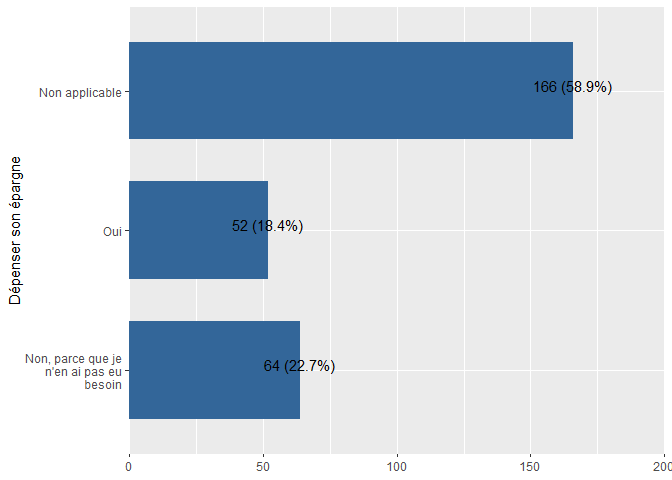 Dépenser son épargne
Non applicable
166 (58.9%)
Oui
52 (18.4%)
Non, parce que je
n'en ai pas eu
besoin
64 (22.7%)
0 50 100 150 200